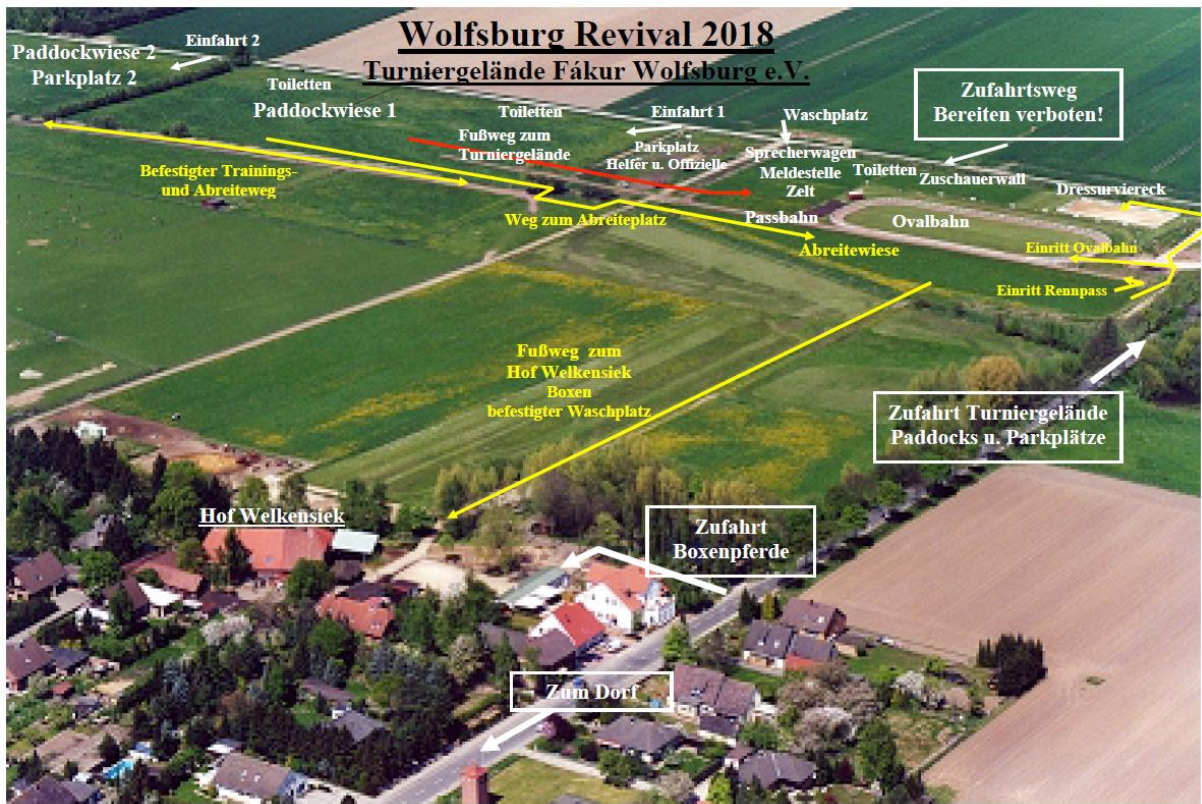 Wolfsburg Revival 2018
Turniergelände Fákur Wolfsburg e.V.
Paddockwiese 2
Parkplatz 2
Einfahrt 2
Toiletten
Paddockwiese 1
Toiletten
Einfahrt 1
Waschplatz
Zufahrtsweg
Bereiten verboten!
Fußweg zum
Turniergelände
Parkplatz
Helfer u. Offizielle
Sprecherwagen
Meldestelle
Zelt
Toiletten
Zuschauerwall
Dressurviereck
Befestigter Trainings-
und Abreiteweg
Weg zum Abreiteplatz
Passbahn
Ovalbahn
Abreitewiese
Einritt Ovalbahn
Einritt Rennpass
Fußweg zum
Hof Welkensiek
Boxen
befestigter Waschplatz
Zufahrt Turniergelände
Paddocks u. Parkplätze
Hof Welkensiek
Zufahrt
Boxenpferde
Zum Dorf